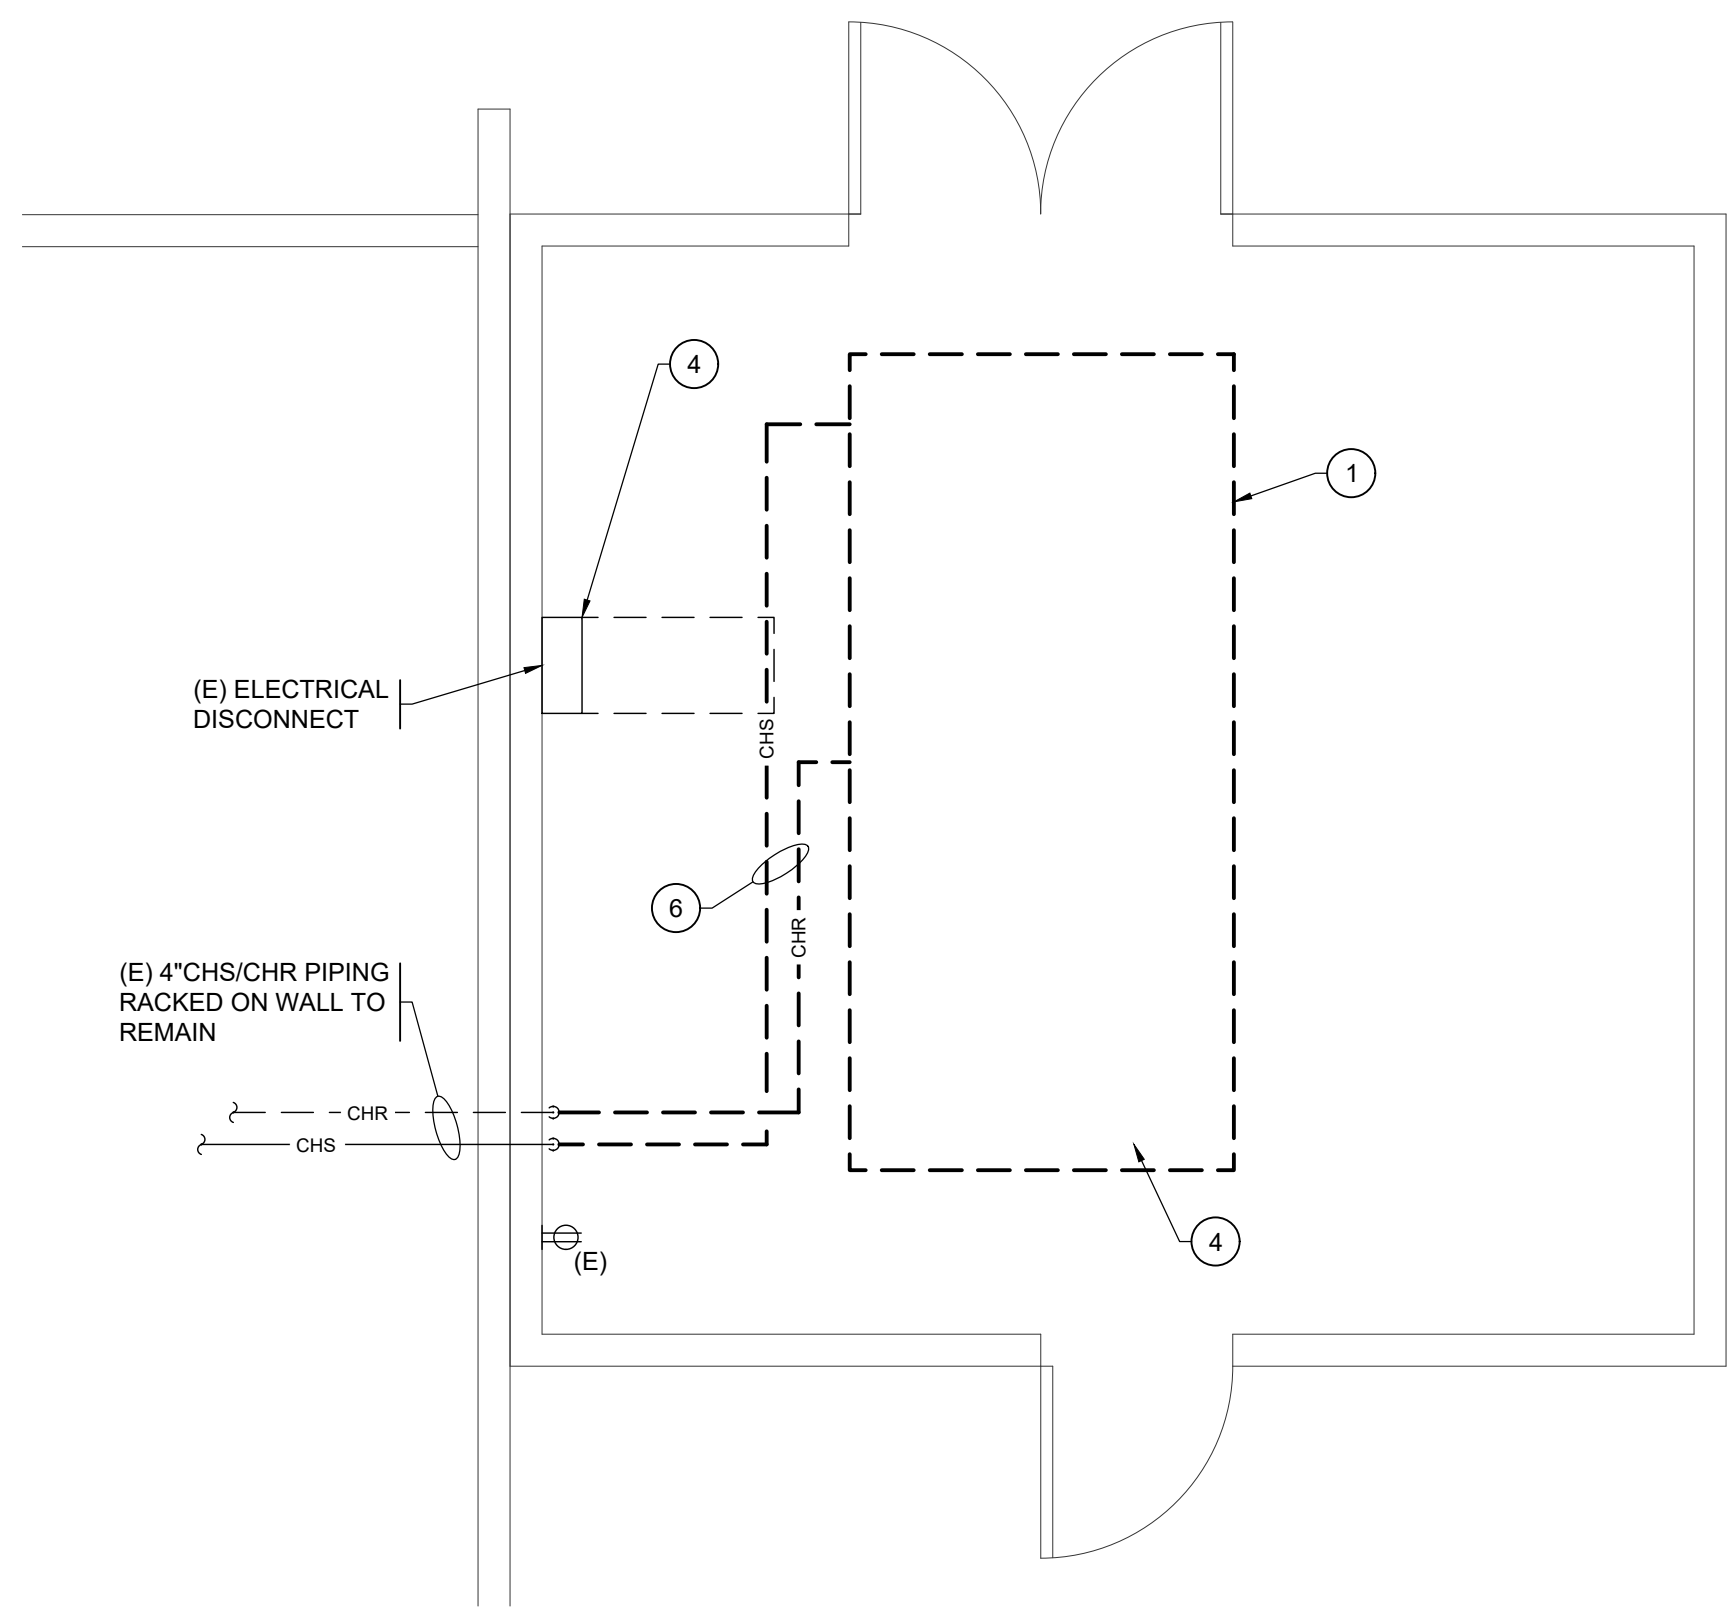 4
1
(E) ELECTRICAL
DISCONNECT
CHS
6
CHR
(E) 4"CHS/CHR PIPING
RACKED ON WALL TO
REMAIN
CHR
CHS
4
(E)